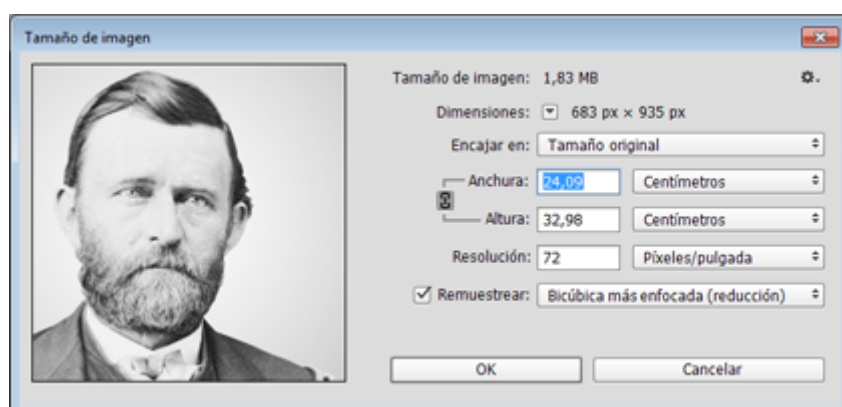 Tamaño de imagen
Tamaño de imagen: 1,83 MB
Dimensiones: 683 px × 935 px
Encajar en: Tamaño original
Anchura: 24,09 Centímetros
Altura: 32,98 Centímetros
Resolución: 72 Píxeles/pulgada
Remuestrear: Bicúbica más enfocada (reducción)
OK Cancelar